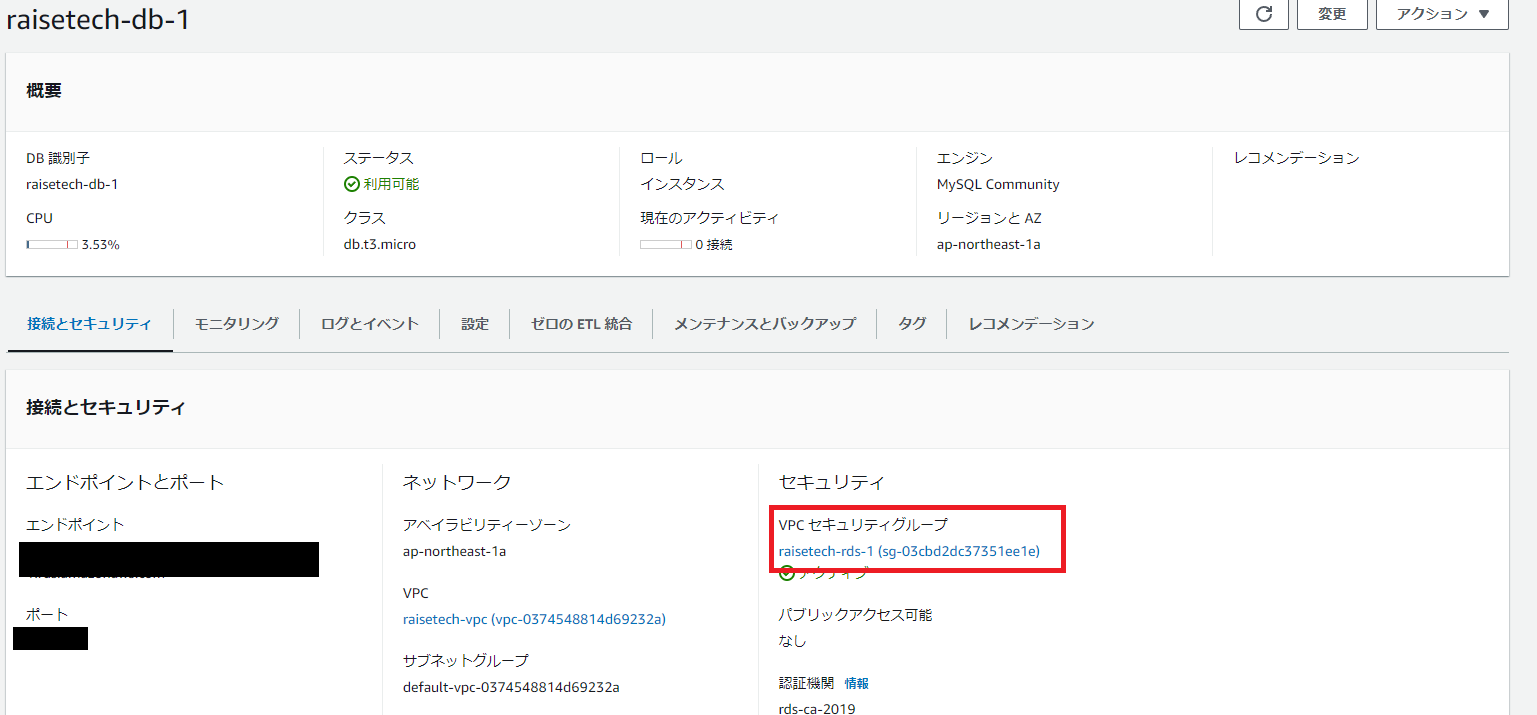 raisetech-db-1
変更
アクション
概要
DB 識別子
raisetech-db-1
CPU
3.53%
ステータス
利用可能
クラス
db.t3.micro
ロール
インスタンス
現在のアクティビティ
0 接続
エンジン
MySQL Community
リージョンと AZ
ap-northeast-1a
レコメンデーション
接続とセキュリティ
モニタリング
ログとイベント
設定
ゼロの ETL 統合
メンテナンスとバックアップ
タグ
レコメンデーション
接続とセキュリティ
エンドポイントとポート
エンドポイント
ポート
ネットワーク
アベイラビリティーゾーン
ap-northeast-1a
VPC
raisetech-vpc (vpc-0374548814d69232a)
サブネットグループ
default-vpc-0374548814d69232a
セキュリティ
VPC セキュリティグループ
raisetech-rds-1 (sg-03cbd2dc37351ee1e)
アクティブ
パブリックアクセス可能
なし
認証機関 情報
rds-ca-2019